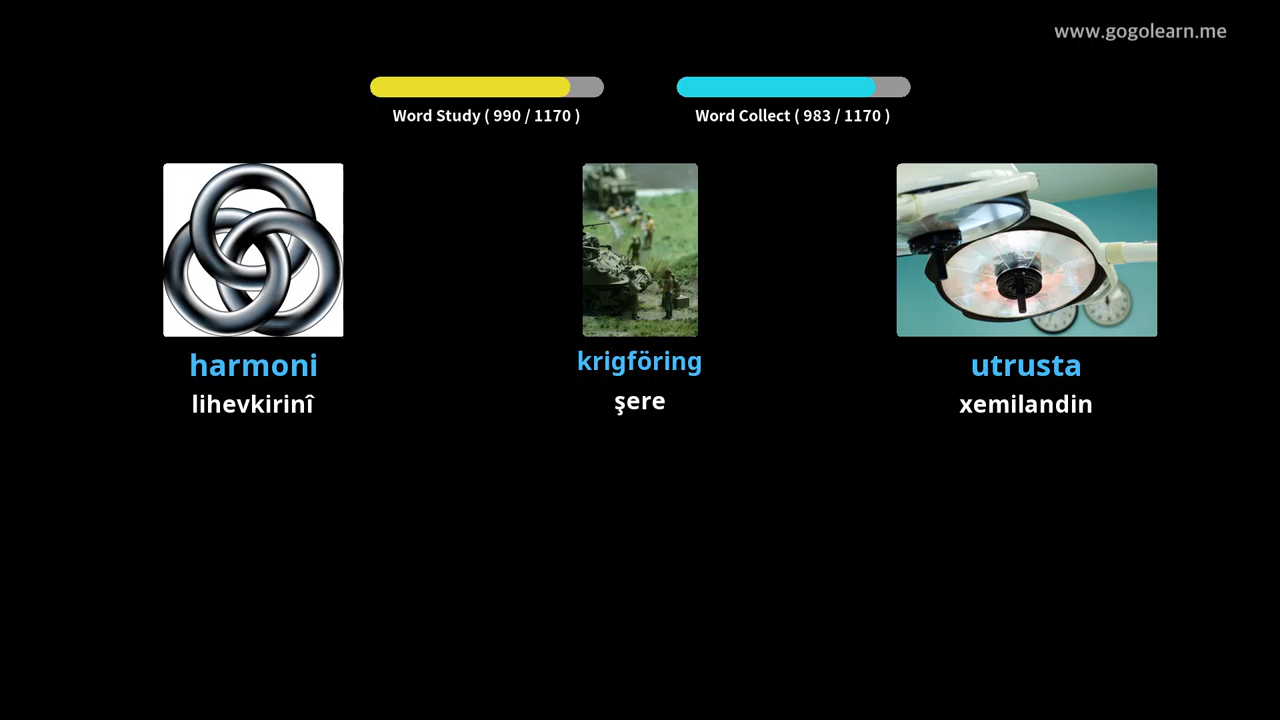 www.gogolearn.me
Word Study ( 990 / 1170 )
Word Collect ( 983 / 1170 )
harmoni
krigföring
utrusta
lihevkirinî
şere
xemilandin